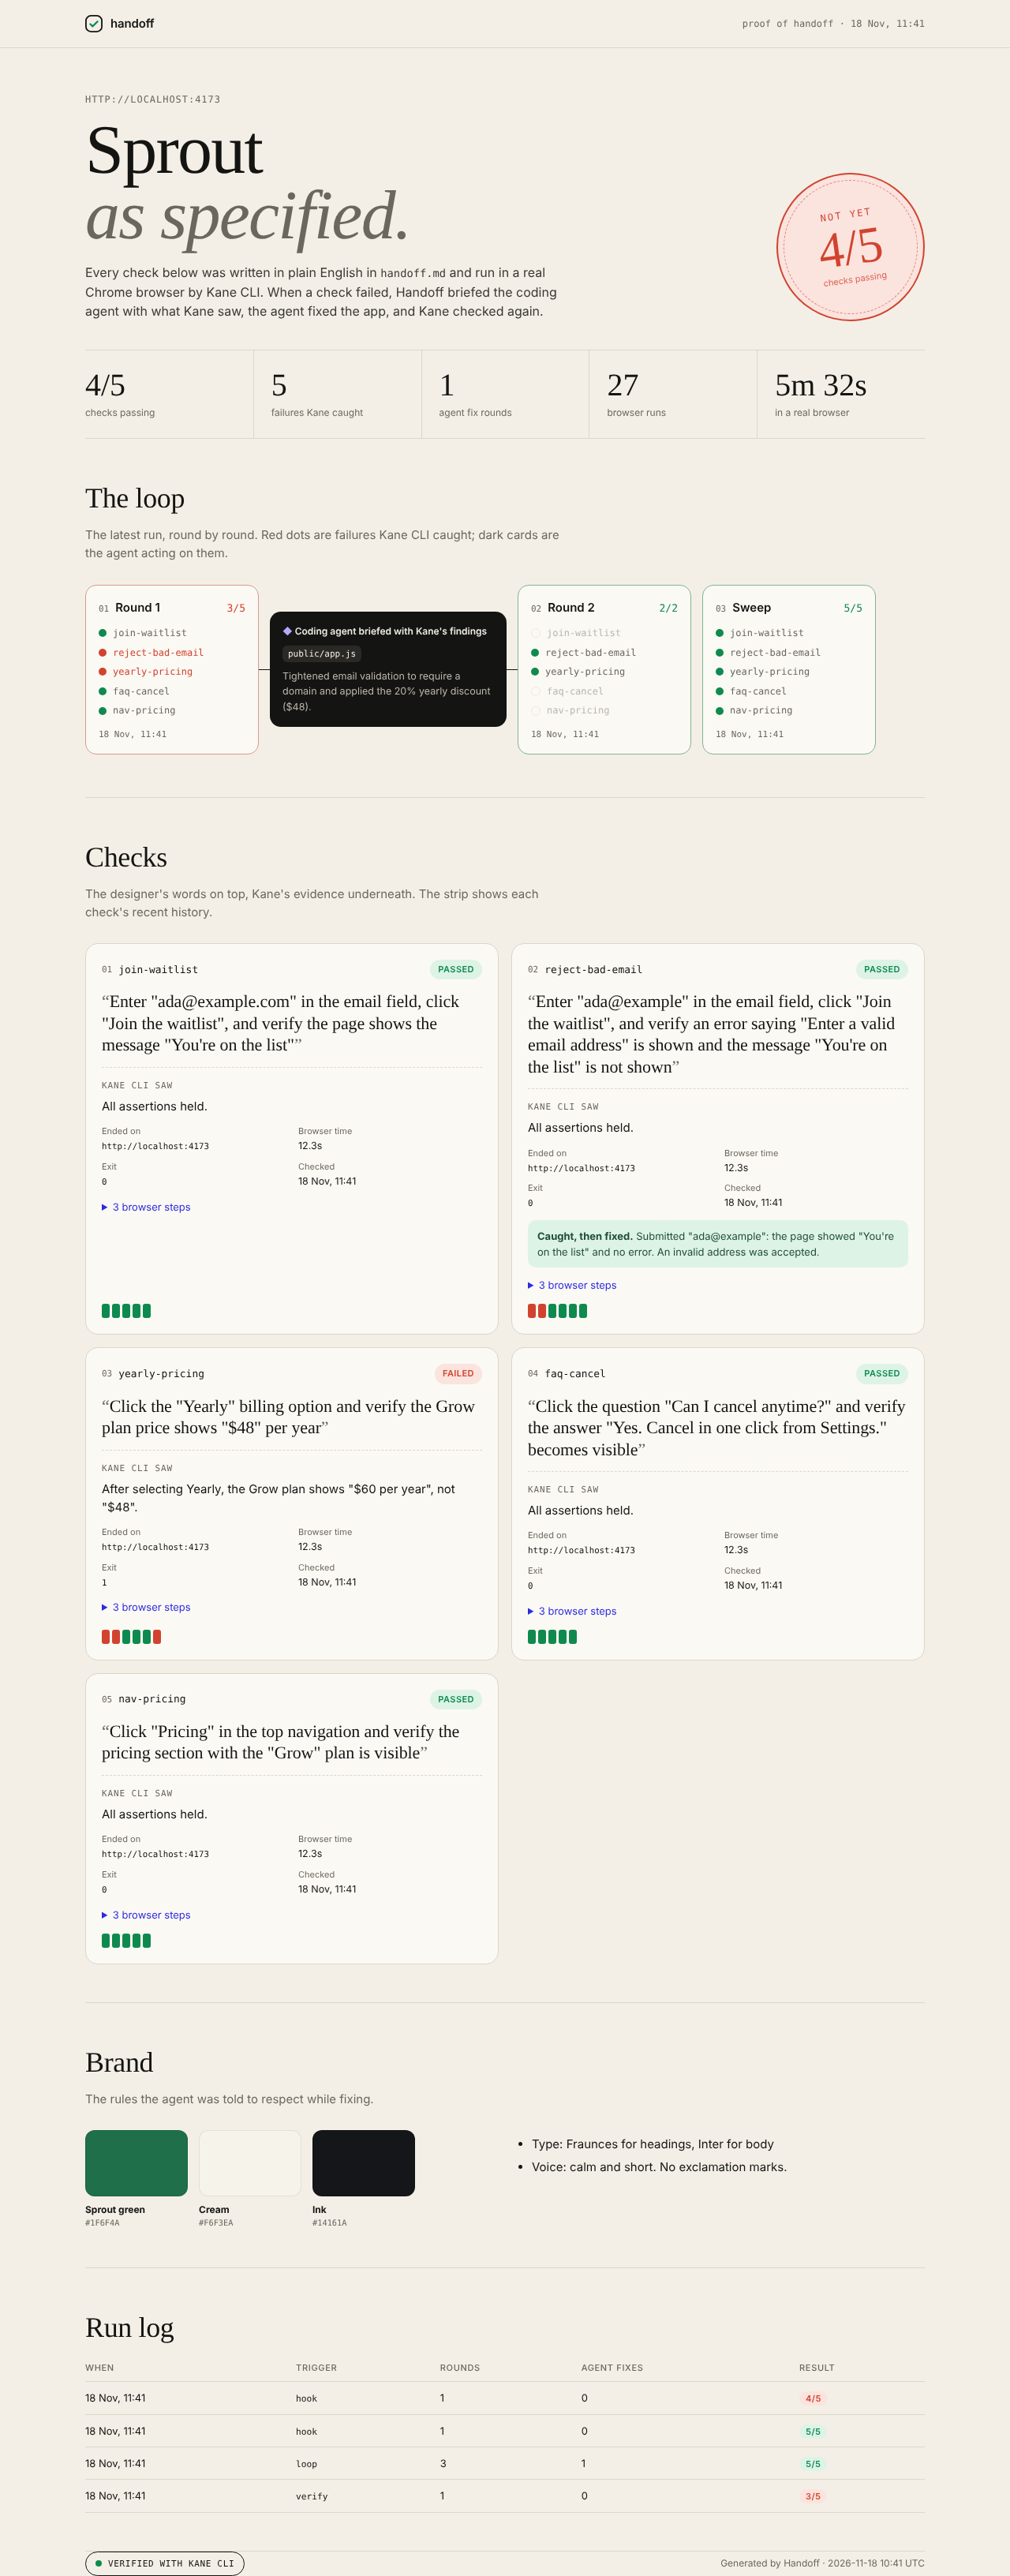 handoff
proof of handoff · 18 Nov, 11:41
HTTP://LOCALHOST:4173
Sprout
as specified.
Every check below was written in plain English in handoff.md and run in a real
Chrome browser by Kane CLI. When a check failed, Handoff briefed the coding
agent with what Kane saw, the agent fixed the app, and Kane checked again.
NOT YET
4/5
checks passing
4/5
checks passing
5
failures Kane caught
1
agent fix rounds
27
browser runs
5m 32s
in a real browser
The loop
The latest run, round by round. Red dots are failures Kane CLI caught; dark cards are
the agent acting on them.
01 Round 1 3/5
join-waitlist
reject-bad-email
yearly-pricing
faq-cancel
nav-pricing
18 Nov, 11:41
Coding agent briefed with Kane's findings
public/app.js
Tightened email validation to require a
domain and applied the 20% yearly discount
($48).
02 Round 2 2/2
join-waitlist
reject-bad-email
yearly-pricing
faq-cancel
nav-pricing
18 Nov, 11:41
03 Sweep 5/5
join-waitlist
reject-bad-email
yearly-pricing
faq-cancel
nav-pricing
18 Nov, 11:41
Checks
The designer's words on top, Kane's evidence underneath. The strip shows each
check's recent history.
01 join-waitlist PASSED
“Enter "ada@example.com" in the email field, click
"Join the waitlist", and verify the page shows the
message "You're on the list"”
KANE CLI SAW
All assertions held.
Ended on Browser time
http://localhost:4173 12.3s
Exit Checked
0 18 Nov, 11:41
3 browser steps
02 reject-bad-email PASSED
“Enter "ada@example" in the email field, click "Join
the waitlist", and verify an error saying "Enter a valid
email address" is shown and the message "You're on
the list" is not shown”
KANE CLI SAW
All assertions held.
Ended on Browser time
http://localhost:4173 12.3s
Exit Checked
0 18 Nov, 11:41
Caught, then fixed. Submitted "ada@example": the page showed "You're
on the list" and no error. An invalid address was accepted.
3 browser steps
03 yearly-pricing FAILED
“Click the "Yearly" billing option and verify the Grow
plan price shows "$48" per year”
KANE CLI SAW
After selecting Yearly, the Grow plan shows "$60 per year", not
"$48".
Ended on Browser time
http://localhost:4173 12.3s
Exit Checked
1 18 Nov, 11:41
3 browser steps
04 faq-cancel PASSED
“Click the question "Can I cancel anytime?" and verify
the answer "Yes. Cancel in one click from Settings."
becomes visible”
KANE CLI SAW
All assertions held.
Ended on Browser time
http://localhost:4173 12.3s
Exit Checked
0 18 Nov, 11:41
3 browser steps
05 nav-pricing PASSED
“Click "Pricing" in the top navigation and verify the
pricing section with the "Grow" plan is visible”
KANE CLI SAW
All assertions held.
Ended on Browser time
http://localhost:4173 12.3s
Exit Checked
0 18 Nov, 11:41
3 browser steps
Brand
The rules the agent was told to respect while fixing.
Sprout green
#1F6F4A
Cream
#F6F3EA
Ink
#14161A
• Type: Fraunces for headings, Inter for body
• Voice: calm and short. No exclamation marks.
Run log
WHEN TRIGGER ROUNDS AGENT FIXES RESULT
18 Nov, 11:41 hook 1 0 4/5
18 Nov, 11:41 hook 1 0 5/5
18 Nov, 11:41 loop 3 1 5/5
18 Nov, 11:41 verify 1 0 3/5
VERIFIED WITH KANE CLI
Generated by Handoff · 2026-11-18 10:41 UTC